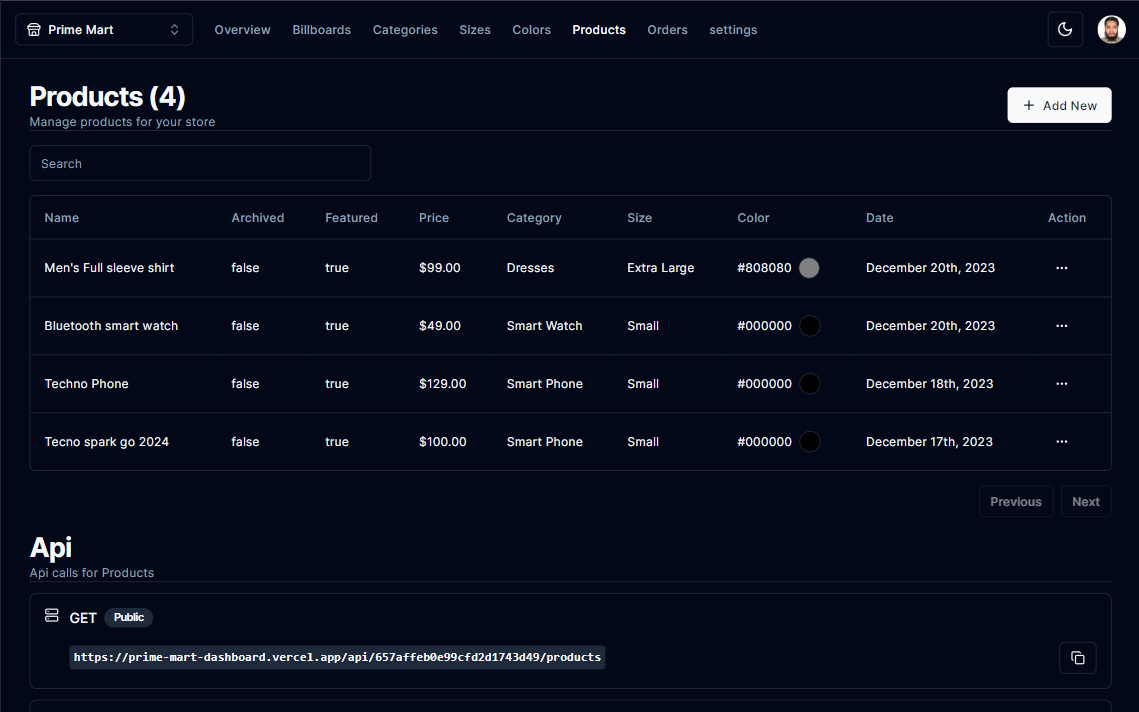 Prime Mart Overview Billboards Categories Sizes Colors Products Orders settings
Products (4)
Manage products for your store
Add New
Search
Name Archived Featured Price Category Size Color Date Action
Men's Full sleeve shirt false true $99.00 Dresses Extra Large #808080 December 20th, 2023 ...
Bluetooth smart watch false true $49.00 Smart Watch Small #000000 December 20th, 2023 ...
Techno Phone false true $129.00 Smart Phone Small #000000 December 18th, 2023 ...
Tecno spark go 2024 false true $100.00 Smart Phone Small #000000 December 17th, 2023 ...
Previous Next
Api
Api calls for Products
GET Public
https://prime-mart-dashboard.vercel.app/api/657affeb0e99cfd2d1743d49/products